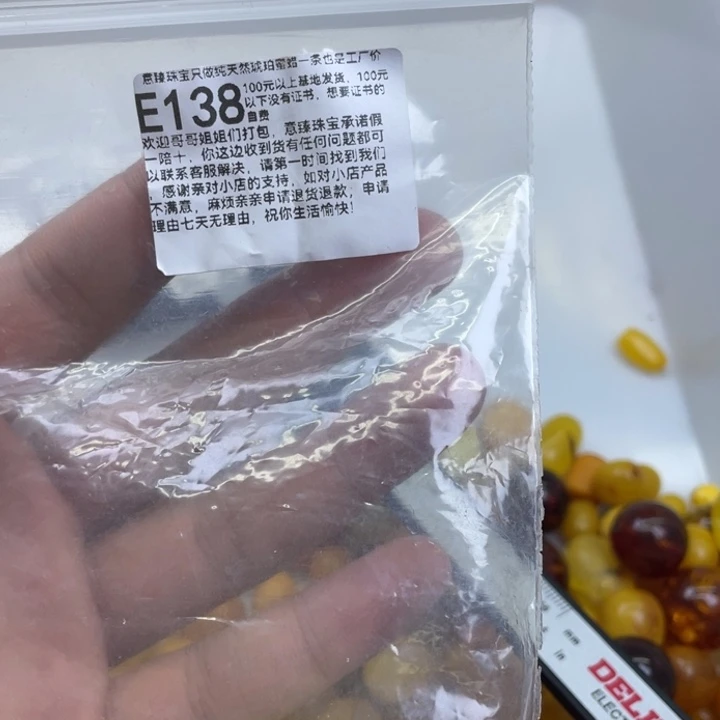 意臻珠宝只做纯天然琥珀蜜蜡一条也是工厂价
E138
100元以上基地发货，100元
以下没有证书，想要证书的
自费
欢迎哥哥姐姐们打包，意臻珠宝承诺假
一陪十，你这边收到货有任何问题都可
以联系客服解决，请第一时间找到我们
，感谢亲对小店的支持，如对小店产品
不满意，麻烦亲亲申请退货退款，申请
理由七天无理由，祝你生活愉快！
mm
in
DELI
ELEC